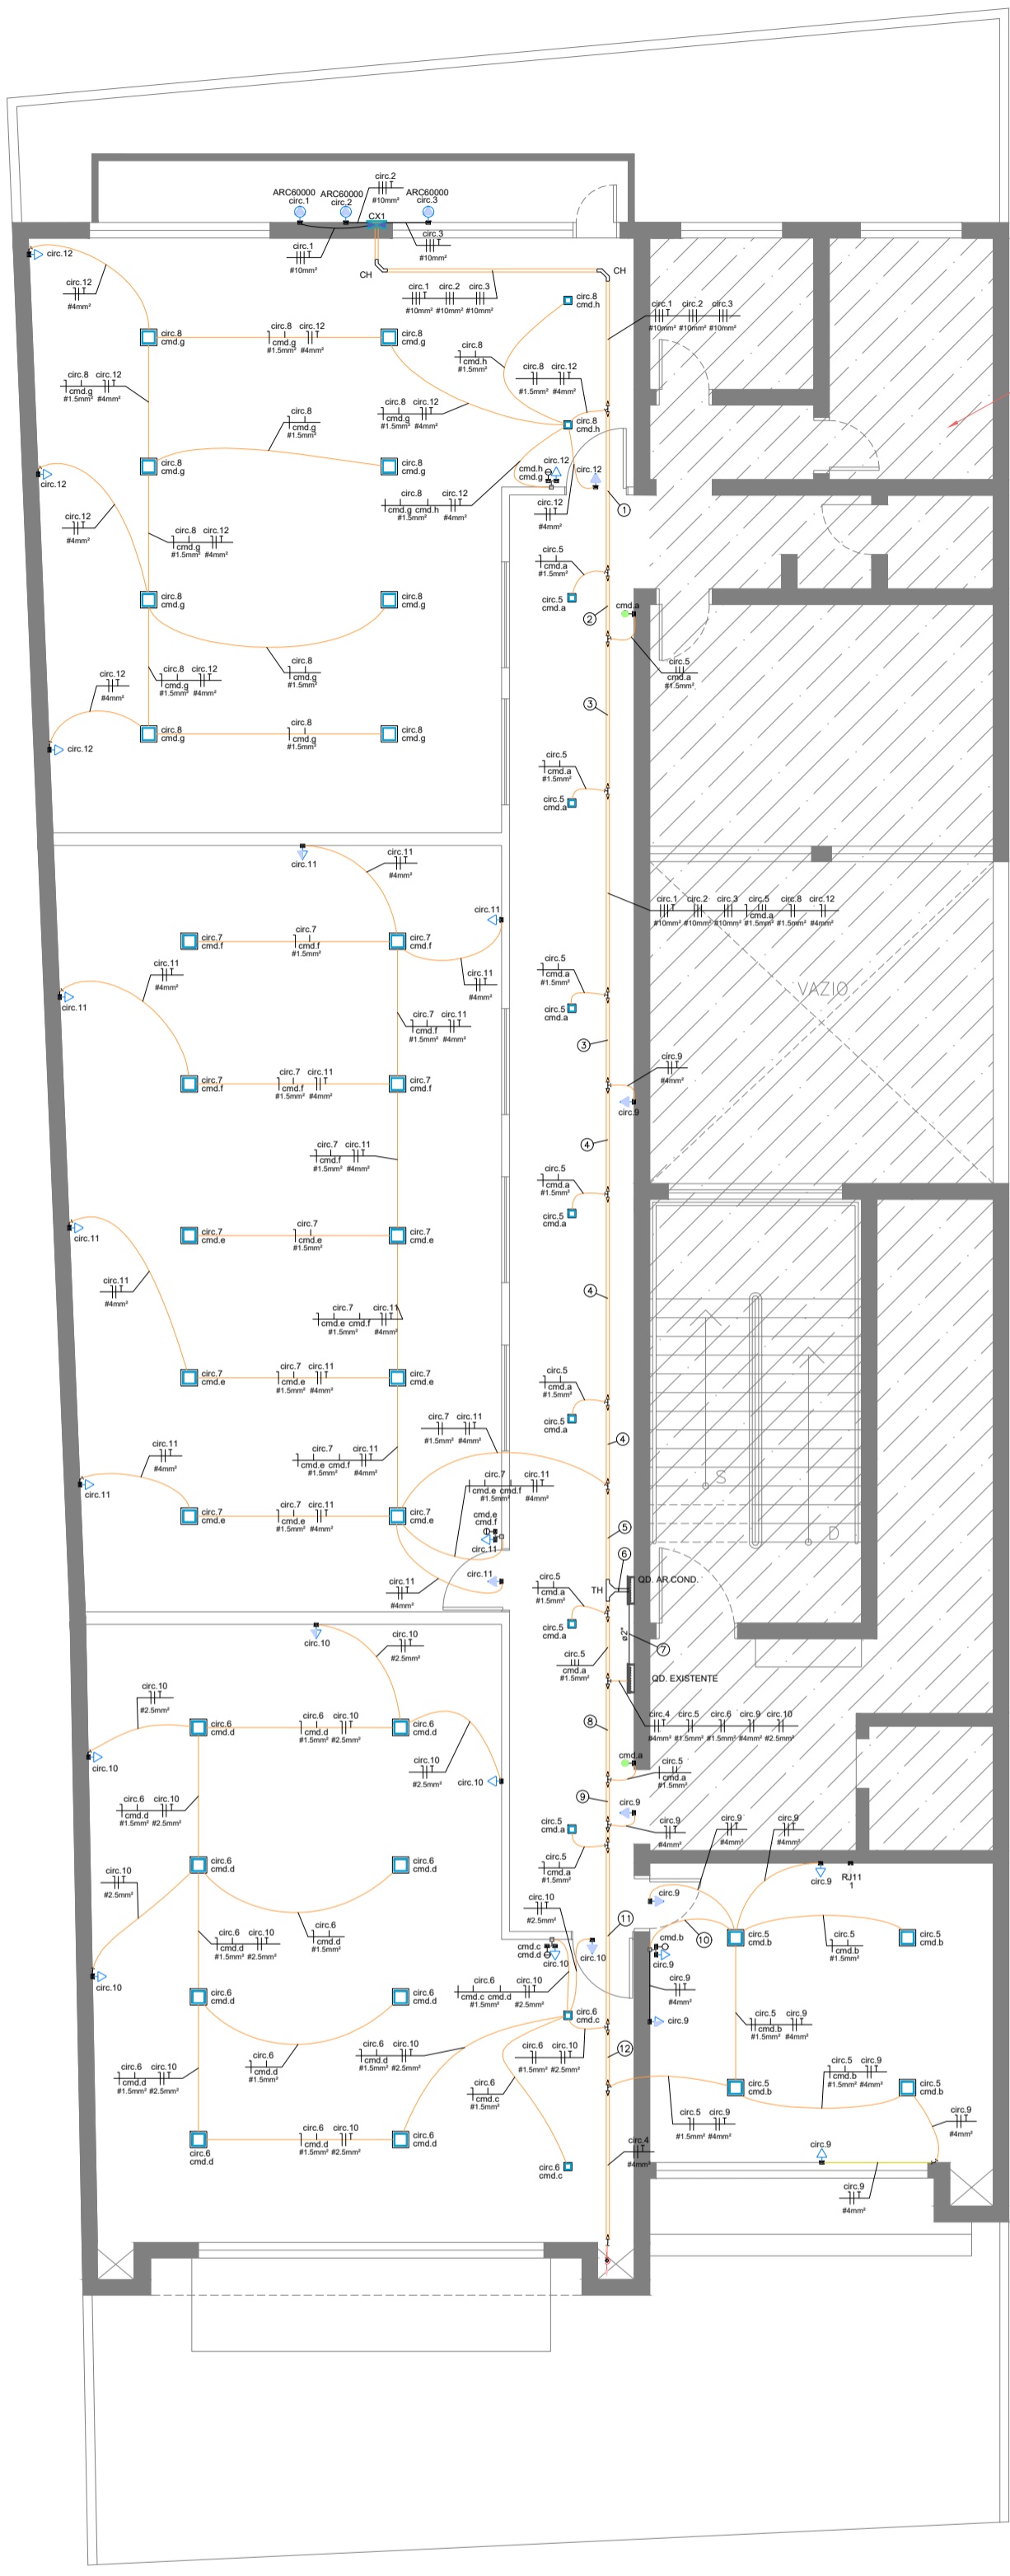 circ.2
#10mm²
ARC60000
circ.1
ARC60000
circ.2
ARC60000
circ.3
CX1
circ.1
#10mm²
circ.3
#10mm²
circ.12
circ.12
#4mm²
CH
CH
circ.1 circ.2 circ.3
#10mm² #10mm² #10mm²
circ.8
cmd.h
circ.1 circ.2 circ.3
#10mm² #10mm² #10mm²
circ.8
cmd.g
circ.8 circ.12
cmd.g
#1.5mm² #4mm²
circ.8
cmd.g
circ.8
cmd.h
#1.5mm²
circ.8 circ.12
#1.5mm² #4mm²
circ.8 circ.12
cmd.g
#1.5mm² #4mm²
circ.8 circ.12
cmd.g
#1.5mm² #4mm²
circ.8
cmd.g
#1.5mm²
circ.8
cmd.h
circ.8
cmd.g
circ.8
cmd.g
circ.12
cmd.h
cmd.g
circ.12
circ.12
circ.8 circ.12
cmd.g cmd.h
#1.5mm² #4mm²
circ.12
#4mm²
1
circ.12
#4mm²
circ.8 circ.12
cmd.g
#1.5mm² #4mm²
circ.5
cmd.a
#1.5mm²
circ.8
cmd.g
circ.8
cmd.g
circ.5
cmd.a
2
cmd.a
circ.8
cmd.g
#1.5mm²
circ.5
cmd.a
#1.5mm²
circ.12
#4mm²
circ.8 circ.12
cmd.g
#1.5mm² #4mm²
3
circ.8
cmd.g
circ.8
cmd.g
#1.5mm²
circ.8
cmd.g
circ.12
circ.5
cmd.a
#1.5mm²
circ.5
cmd.a
circ.11
circ.11
#4mm²
circ.11
circ.1 circ.2 circ.3 circ.5 circ.8 circ.12
cmd.a
#10mm² #10mm² #10mm² #1.5mm² #1.5mm² #4mm²
circ.7
cmd.f
circ.7
cmd.f
#1.5mm²
circ.7
cmd.f
circ.11
#4mm²
circ.11
#4mm²
circ.5
cmd.a
#1.5mm²
VAZIO
circ.11
circ.5
cmd.a
circ.7 circ.11
cmd.f
#1.5mm² #4mm²
3
circ.9
#4mm²
circ.7
cmd.f
circ.7 circ.11
cmd.f
#1.5mm² #4mm²
circ.7
cmd.f
circ.9
4
circ.7 circ.11
cmd.f
#1.5mm² #4mm²
circ.5
cmd.a
#1.5mm²
circ.5
cmd.a
circ.11
circ.7
cmd.e
circ.7
cmd.e
#1.5mm²
circ.7
cmd.e
circ.11
#4mm²
4
circ.7 circ.11
cmd.e cmd.f
#1.5mm² #4mm²
circ.7
cmd.e
circ.7 circ.11
cmd.e
#1.5mm² #4mm²
circ.7
cmd.e
circ.5
cmd.a
#1.5mm²
circ.5
cmd.a
circ.7 circ.11
#1.5mm² #4mm²
4
circ.11
#4mm²
circ.7 circ.11
cmd.e cmd.f
#1.5mm² #4mm²
circ.11
S
circ.7 circ.11
cmd.e cmd.f
#1.5mm² #4mm²
circ.7
cmd.e
circ.7 circ.11
cmd.e
#1.5mm² #4mm²
circ.7
cmd.e
cmd.e
cmd.f
circ.11
5
D
6
circ.11
#4mm²
circ.11
circ.5
cmd.a
#1.5mm²
TH
QD. AR COND.
circ.5
cmd.a
circ.10
circ.10
#2.5mm²
ø2"
7
circ.5
cmd.a
#1.5mm²
QD. EXISTENTE
circ.10
#2.5mm²
circ.6
cmd.d
circ.6 circ.10
cmd.d
#1.5mm² #2.5mm²
circ.6
cmd.d
circ.4 circ.5 circ.6 circ.9 circ.10
#4mm² #1.5mm² #1.5mm² #4mm² #2.5mm²
8
circ.10
circ.10
#2.5mm²
circ.10
cmd.a
circ.5
cmd.a
#1.5mm²
circ.6 circ.10
cmd.d
#1.5mm² #2.5mm²
9
circ.9
circ.5
cmd.a
circ.9
#4mm²
circ.9
#4mm²
circ.9
#4mm²
circ.10
#2.5mm²
circ.6
cmd.d
circ.6
cmd.d
circ.5
cmd.a
#1.5mm²
circ.9
RJ11
1
circ.10
#2.5mm²
circ.9
circ.6
cmd.d
#1.5mm²
11
10
circ.6 circ.10
cmd.d
#1.5mm² #2.5mm²
cmd.c
cmd.d
circ.10
circ.10
cmd.b
circ.9
circ.5
cmd.b
circ.5
cmd.b
#1.5mm²
circ.5
cmd.b
circ.10
circ.6
cmd.d
circ.6
cmd.d
circ.6 circ.10
cmd.c cmd.d
#1.5mm² #2.5mm²
circ.9
#4mm²
circ.6
cmd.c
circ.9
circ.5 circ.9
cmd.b
#1.5mm² #4mm²
circ.6 circ.10
cmd.d
#1.5mm² #2.5mm²
circ.6
cmd.d
#1.5mm²
circ.6 circ.10
cmd.d
#1.5mm² #2.5mm²
circ.6 circ.10
#1.5mm² #2.5mm²
12
circ.5 circ.9
cmd.b
#1.5mm² #4mm²
circ.6
cmd.c
#1.5mm²
circ.5
cmd.b
circ.5
cmd.b
circ.5 circ.9
#1.5mm² #4mm²
circ.9
#4mm²
circ.6
cmd.d
circ.6 circ.10
cmd.d
#1.5mm² #2.5mm²
circ.6
cmd.d
circ.4
#4mm²
circ.9
circ.6
cmd.c
circ.9
#4mm²